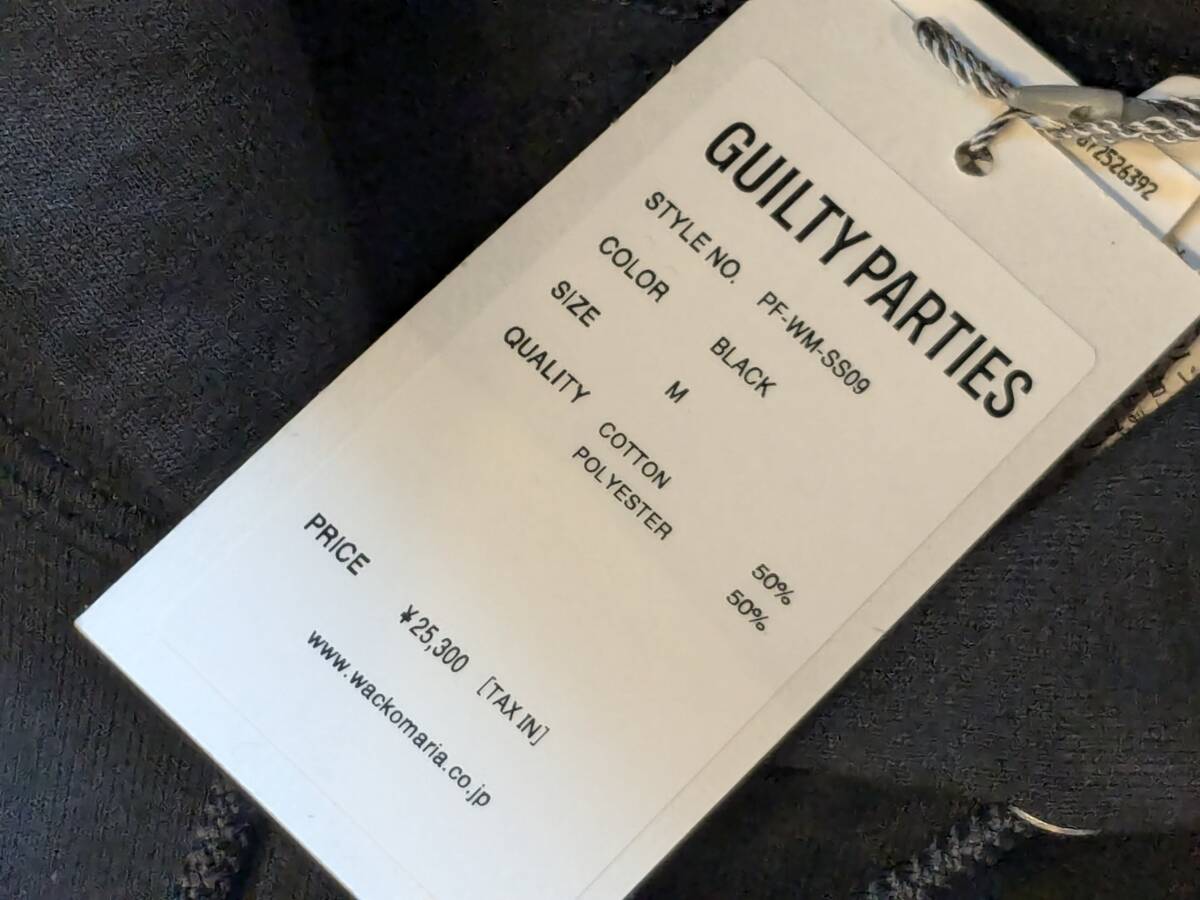 GUILTY PARTIES
STYLE NO. PF-WM-SS09
COLOR BLACK
SIZE M
QUALITY COTTON 50%
POLYESTER 50%
PRICE ¥25,300 [TAX IN]
www.wackomaria.co.jp
2526392